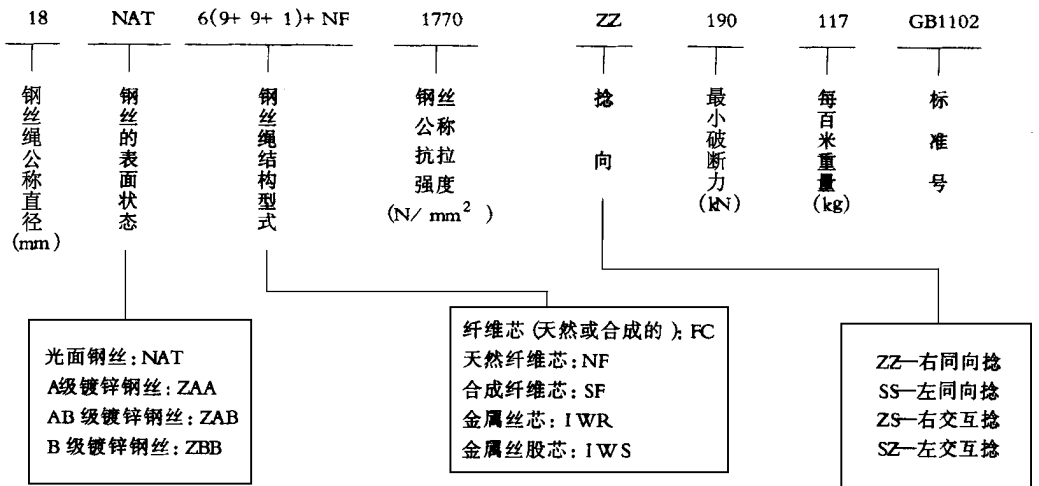 18 NAT 6(9+ 9+ 1)+ NF 1770 ZZ 190 117 GB1102
钢丝绳公称直径
(mm)
钢丝的表面状态
钢丝绳结构型式
钢丝
公称
抗拉
强度
(N/ mm²)
捻向
最小破断力
(kN)
每百米重量
(kg)
标准号
光面钢丝: NAT
A级镀锌钢丝: ZAA
AB 级镀锌钢丝: ZAB
B 级镀锌钢丝: ZBB
纤维芯 (天然或合成的 ): FC
天然纤维芯: NF
合成纤维芯: SF
金属丝芯: IWR
金属丝股芯: IWS
ZZ—右同向捻
SS—左同向捻
ZS—右交互捻
SZ—左交互捻